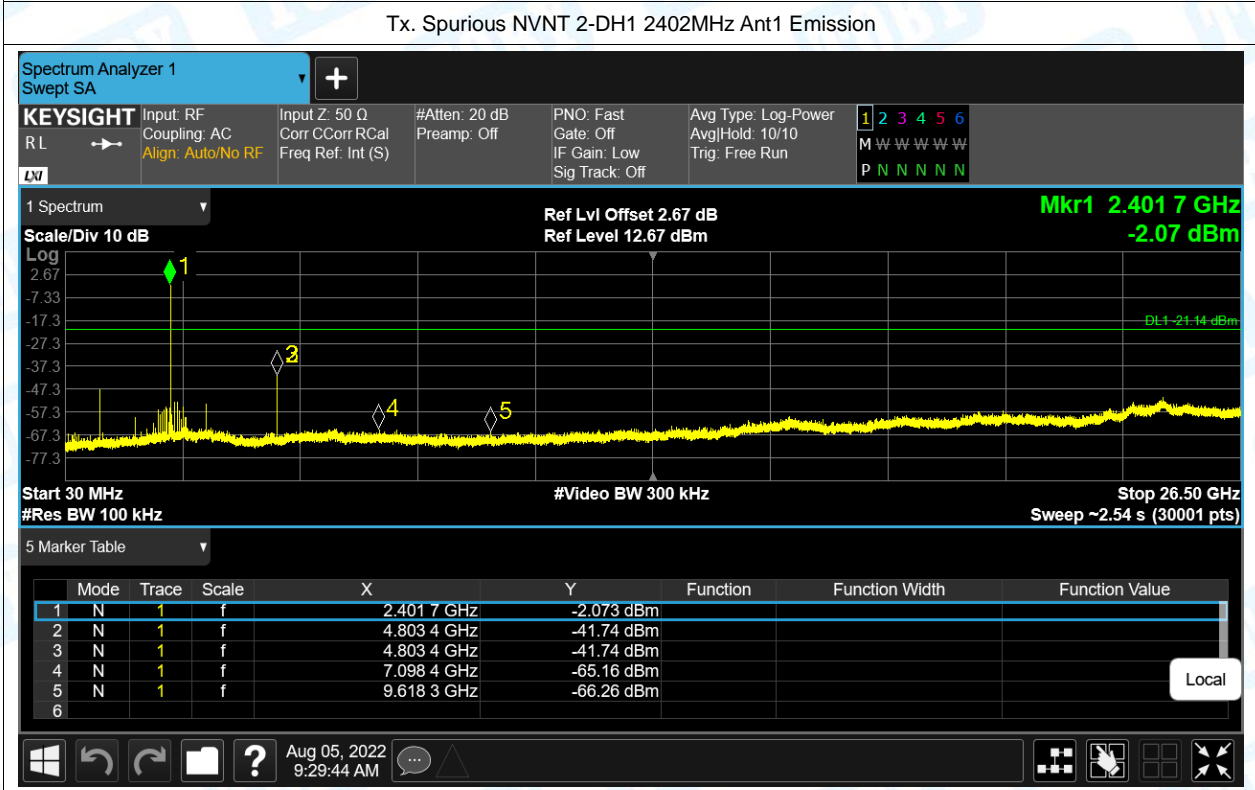 Tx. Spurious NVNT 2-DH1 2402MHz Ant1 Emission
Spectrum Analyzer 1
Swept SA
KEYSIGHT
R L
LXI
Input: RF
Coupling: AC
Align: Auto/No RF
Input Z: 50 Ω
Corr CCorr RCal
Freq Ref: Int (S)
#Atten: 20 dB
Preamp: Off
PNO: Fast
Gate: Off
IF Gain: Low
Sig Track: Off
Avg Type: Log-Power
Avg|Hold: 10/10
Trig: Free Run
1 2 3 4 5 6
M W W W W W
P N N N N N
1 Spectrum
Scale/Div 10 dB
Ref Lvl Offset 2.67 dB
Ref Level 12.67 dBm
Mkr1 2.401 7 GHz
-2.07 dBm
Log
2.67
-7.33
-17.3
-27.3
-37.3
-47.3
-57.3
-67.3
-77.3
1
3
4
5
DL1 -21.14 dBm
Start 30 MHz
#Video BW 300 kHz
Stop 26.50 GHz
#Res BW 100 kHz
Sweep ~2.54 s (30001 pts)
5 Marker Table
Mode Trace Scale X Y Function Function Width Function Value
1 N 1 f 2.401 7 GHz -2.073 dBm
2 N 1 f 4.803 4 GHz -41.74 dBm
3 N 1 f 4.803 4 GHz -41.74 dBm
4 N 1 f 7.098 4 GHz -65.16 dBm
5 N 1 f 9.618 3 GHz -66.26 dBm
6
Local
?
Aug 05, 2022
9:29:44 AM